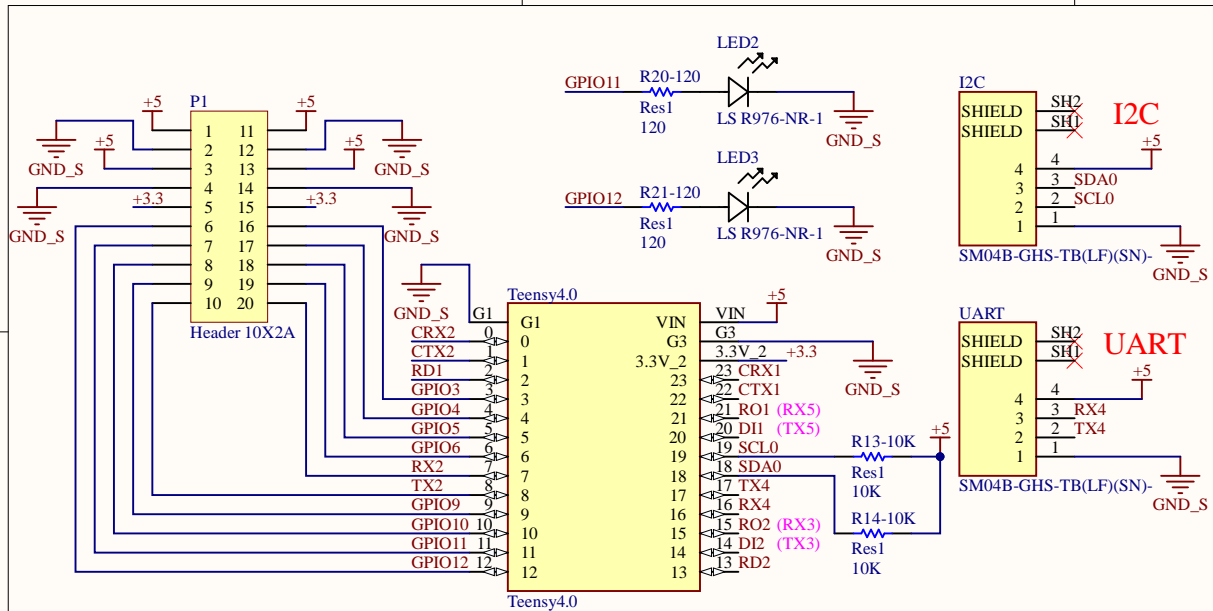 P1
+5
+5
1 11
2 12
GND_S
GND_S
+5
+5
3 13
4 14
GND_S
GND_S
+3.3
5 15
+3.3
6 16
7 17
8 18
9 19
10 20
Header 10X2A
LED2
GPIO11
R20-120
Res1
120
LS R976-NR-1
GND_S
LED3
GPIO12
R21-120
Res1
120
LS R976-NR-1
GND_S
I2C
I2C
SHIELD SH2
SHIELD SH1
4 4
+5
3 3 SDA0
2 2 SCL0
1 1
GND_S
SM04B-GHS-TB(LF)(SN)-
UART
UART
SHIELD SH2
SHIELD SH1
4 4
+5
3 3 RX4
2 2 TX4
1 1
GND_S
SM04B-GHS-TB(LF)(SN)-
Teensy4.0
GND_S
G1 G1
CRX2 0 0
CTX2 1 1
RD1 2 2
GPIO3 3 3
GPIO4 4 4
GPIO5 5 5
GPIO6 6 6
RX2 7 7
TX2 8 8
GPIO9 9 9
GPIO10 10 10
GPIO11 11 11
GPIO12 12 12
VIN VIN
+5
G3 G3
GND_S
3.3V_2 3.3V_2 +3.3
23 23 CRX1
22 22 CTX1
21 21 RO1 (RX5)
20 20 DI1 (TX5)
19 19 SCL0
18 18 SDA0
17 17 TX4
16 16 RX4
15 15 RO2 (RX3)
14 14 DI2 (TX3)
13 13 RD2
Teensy4.0
+5
R13-10K
Res1
10K
R14-10K
Res1
10K